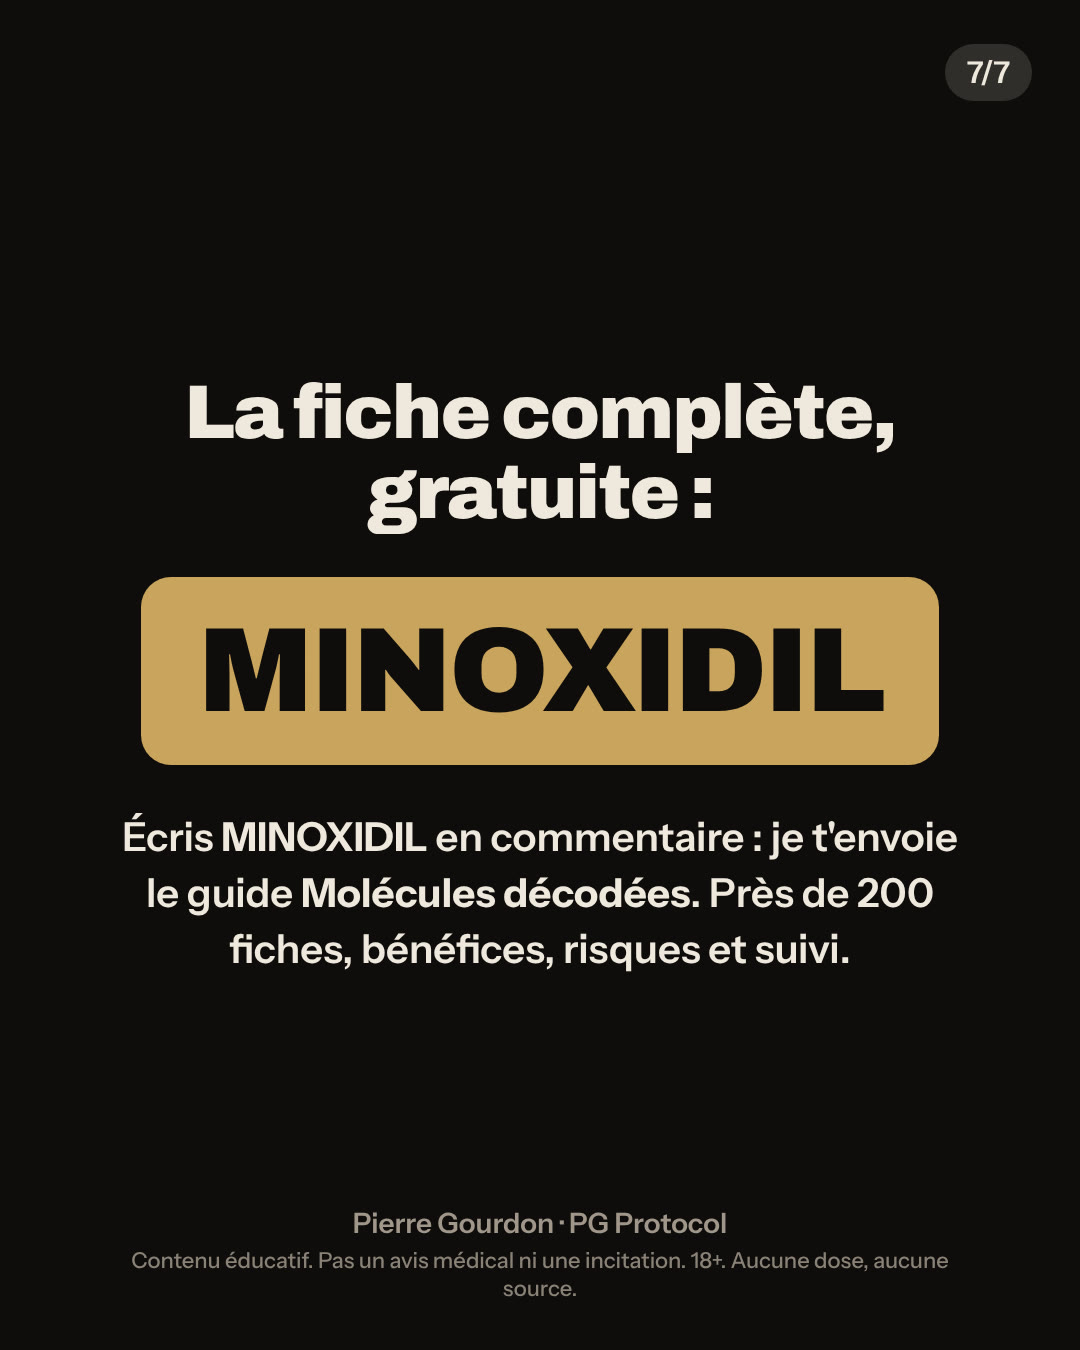 7/7
La fiche complète,
gratuite :
MINOXIDIL
Écris MINOXIDIL en commentaire : je t'envoie
le guide Molécules décodées. Près de 200
fiches, bénéfices, risques et suivi.
Pierre Gourdon · PG Protocol
Contenu éducatif. Pas un avis médical ni une incitation. 18+. Aucune dose, aucune
source.